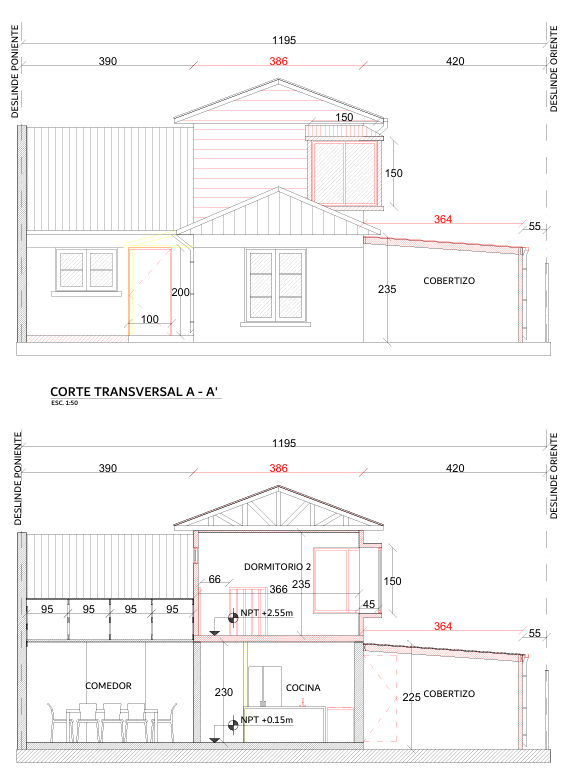 1195
390 386 420
DESLINDE PONIENTE
DESLINDE ORIENTE
150
150
364
55
200
235
COBERTIZO
100
CORTE TRANSVERSAL A - A'
ESC. 1:50
1195
390 386 420
DESLINDE PONIENTE
DESLINDE ORIENTE
DORMITORIO 2
66
366
235
150
45
95 95 95 95
NPT +2.55m
364
55
COMEDOR
230
COCINA
225
COBERTIZO
NPT +0.15m